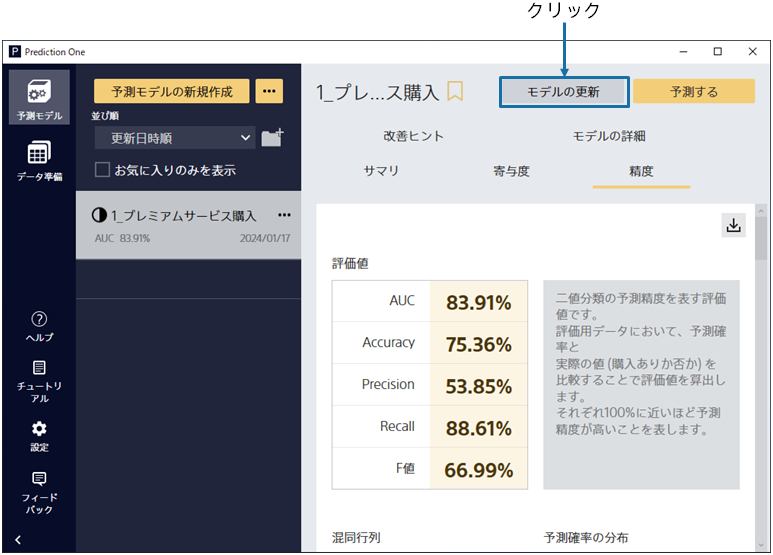 クリック
P Prediction One
予測モデル
データ準備
ヘルプ
チュートリ
アル
設定
フィード
バック
予測モデルの新規作成
並び順
更新日時順
お気に入りのみを表示
1_プレミアムサービス購入
AUC 83.91% 2024/01/17
1_プレ...ス購入
モデルの更新
予測する
改善ヒント
モデルの詳細
サマリ
寄与度
精度
評価値
AUC 83.91%
Accuracy 75.36%
Precision 53.85%
Recall 88.61%
F値 66.99%
二値分類の予測精度を表す評価
値です。
評価用データにおいて、予測確
率と
実際の値 (購入ありか否か) を
比較することで評価値を算出し
ます。
それぞれ100%に近いほど予測
精度が高いことを表します。
混同行列
予測確率の分布